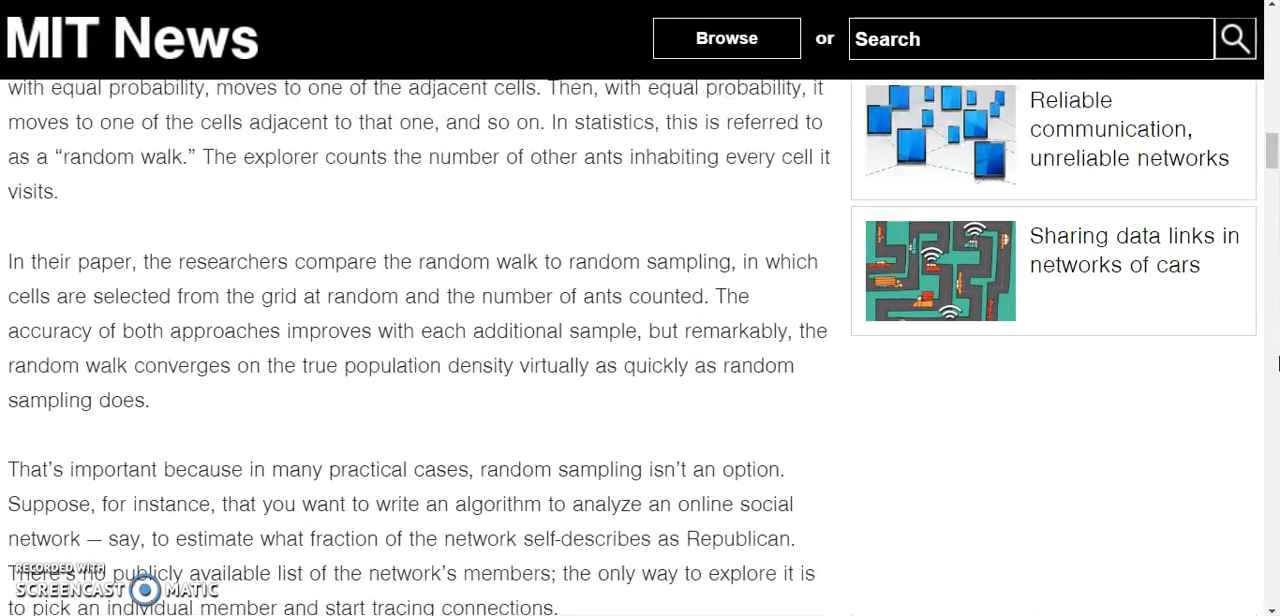 MIT News
Browse
or
Search
with equal probability, moves to one of the adjacent cells. Then, with equal probability, it
moves to one of the cells adjacent to that one, and so on. In statistics, this is referred to
as a “random walk.” The explorer counts the number of other ants inhabiting every cell it
visits.
In their paper, the researchers compare the random walk to random sampling, in which
cells are selected from the grid at random and the number of ants counted. The
accuracy of both approaches improves with each additional sample, but remarkably, the
random walk converges on the true population density virtually as quickly as random
sampling does.
That’s important because in many practical cases, random sampling isn’t an option.
Suppose, for instance, that you want to write an algorithm to analyze an online social
network — say, to estimate what fraction of the network self-describes as Republican.
There’s no publicly available list of the network’s members; the only way to explore it is
to pick an individual member and start tracing connections.
Reliable
communication,
unreliable networks
Sharing data links in
networks of cars
RECORDED WITH
SCREENCAST MATIC